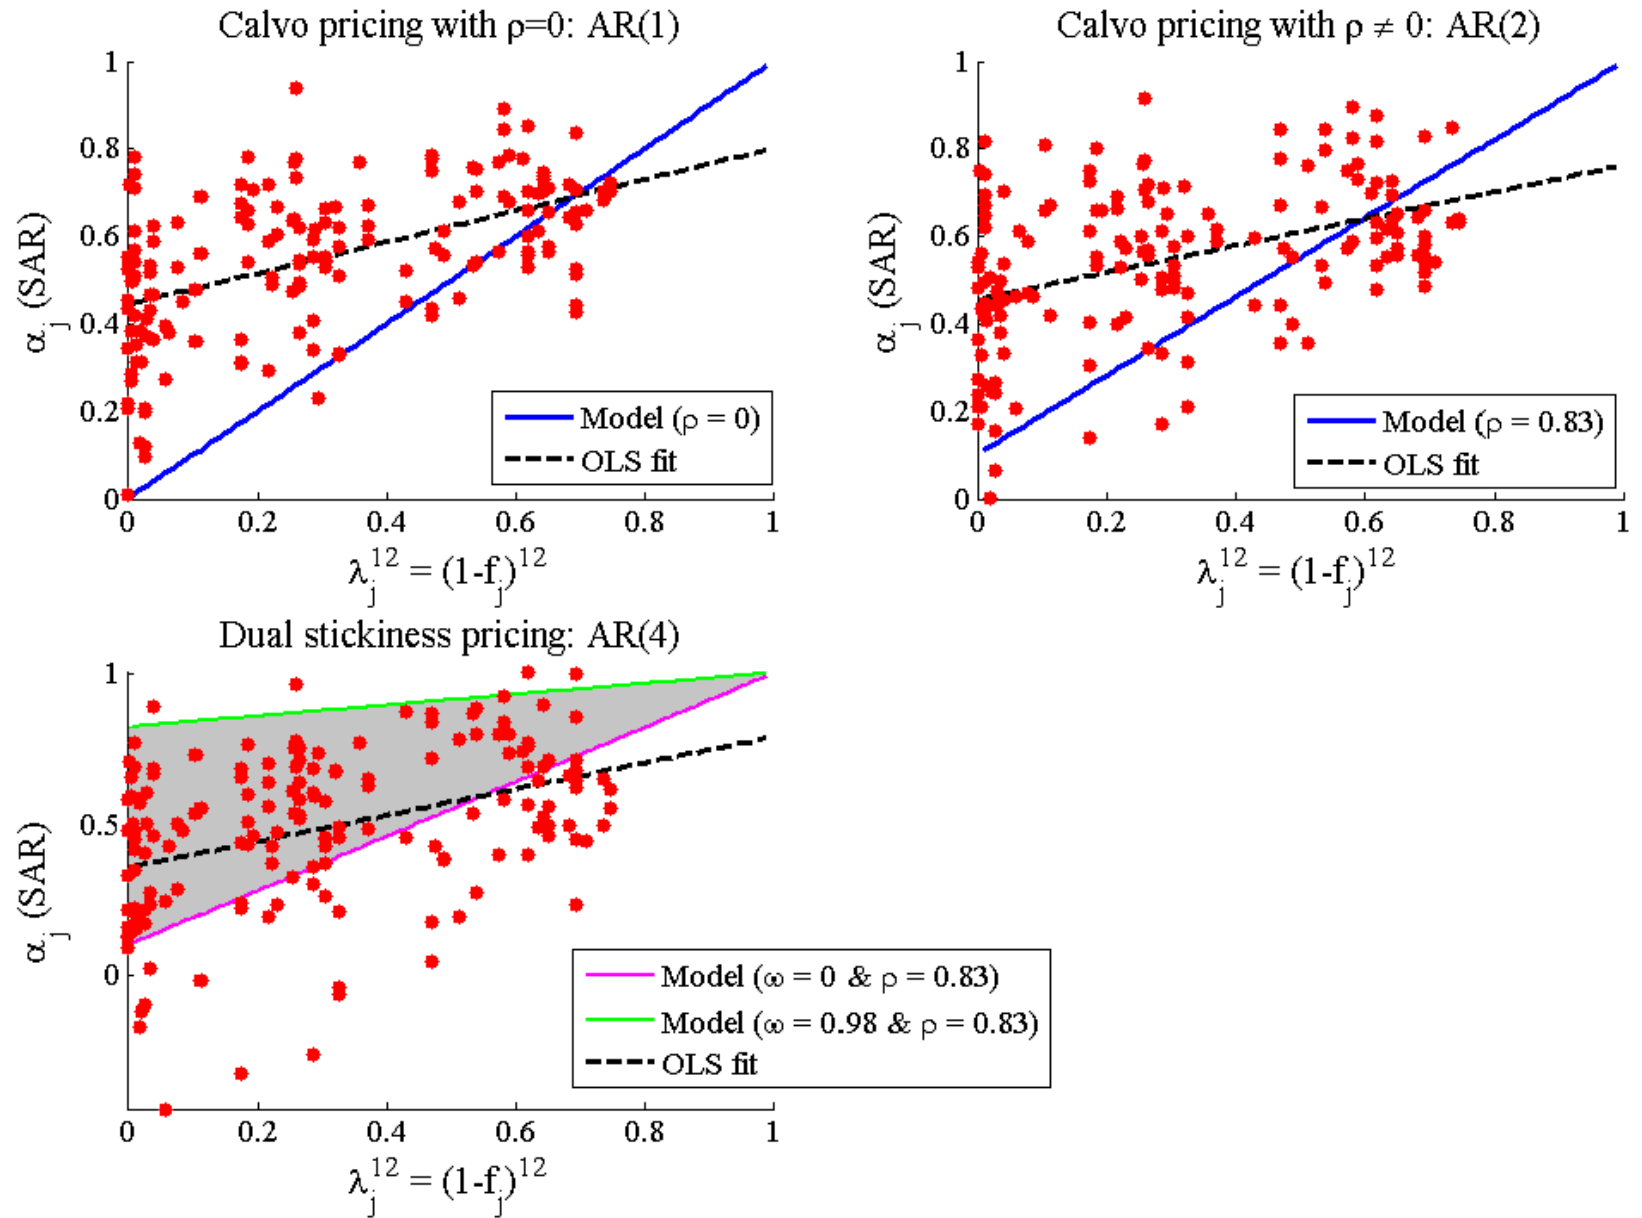 Calvo pricing with ρ=0: AR(1)
1
0.8
0.6
0.4
0.2
0
α_j (SAR)
Model (ρ = 0)
OLS fit
0 0.2 0.4 0.6 0.8 1
λ_j^12 = (1-f_j)^12
Calvo pricing with ρ ≠ 0: AR(2)
1
0.8
0.6
0.4
0.2
0
α_j (SAR)
Model (ρ = 0.83)
OLS fit
0 0.2 0.4 0.6 0.8 1
λ_j^12 = (1-f_j)^12
Dual stickiness pricing: AR(4)
1
0.5
0
α_j (SAR)
Model (ω = 0 & ρ = 0.83)
Model (ω = 0.98 & ρ = 0.83)
OLS fit
0 0.2 0.4 0.6 0.8 1
λ_j^12 = (1-f_j)^12